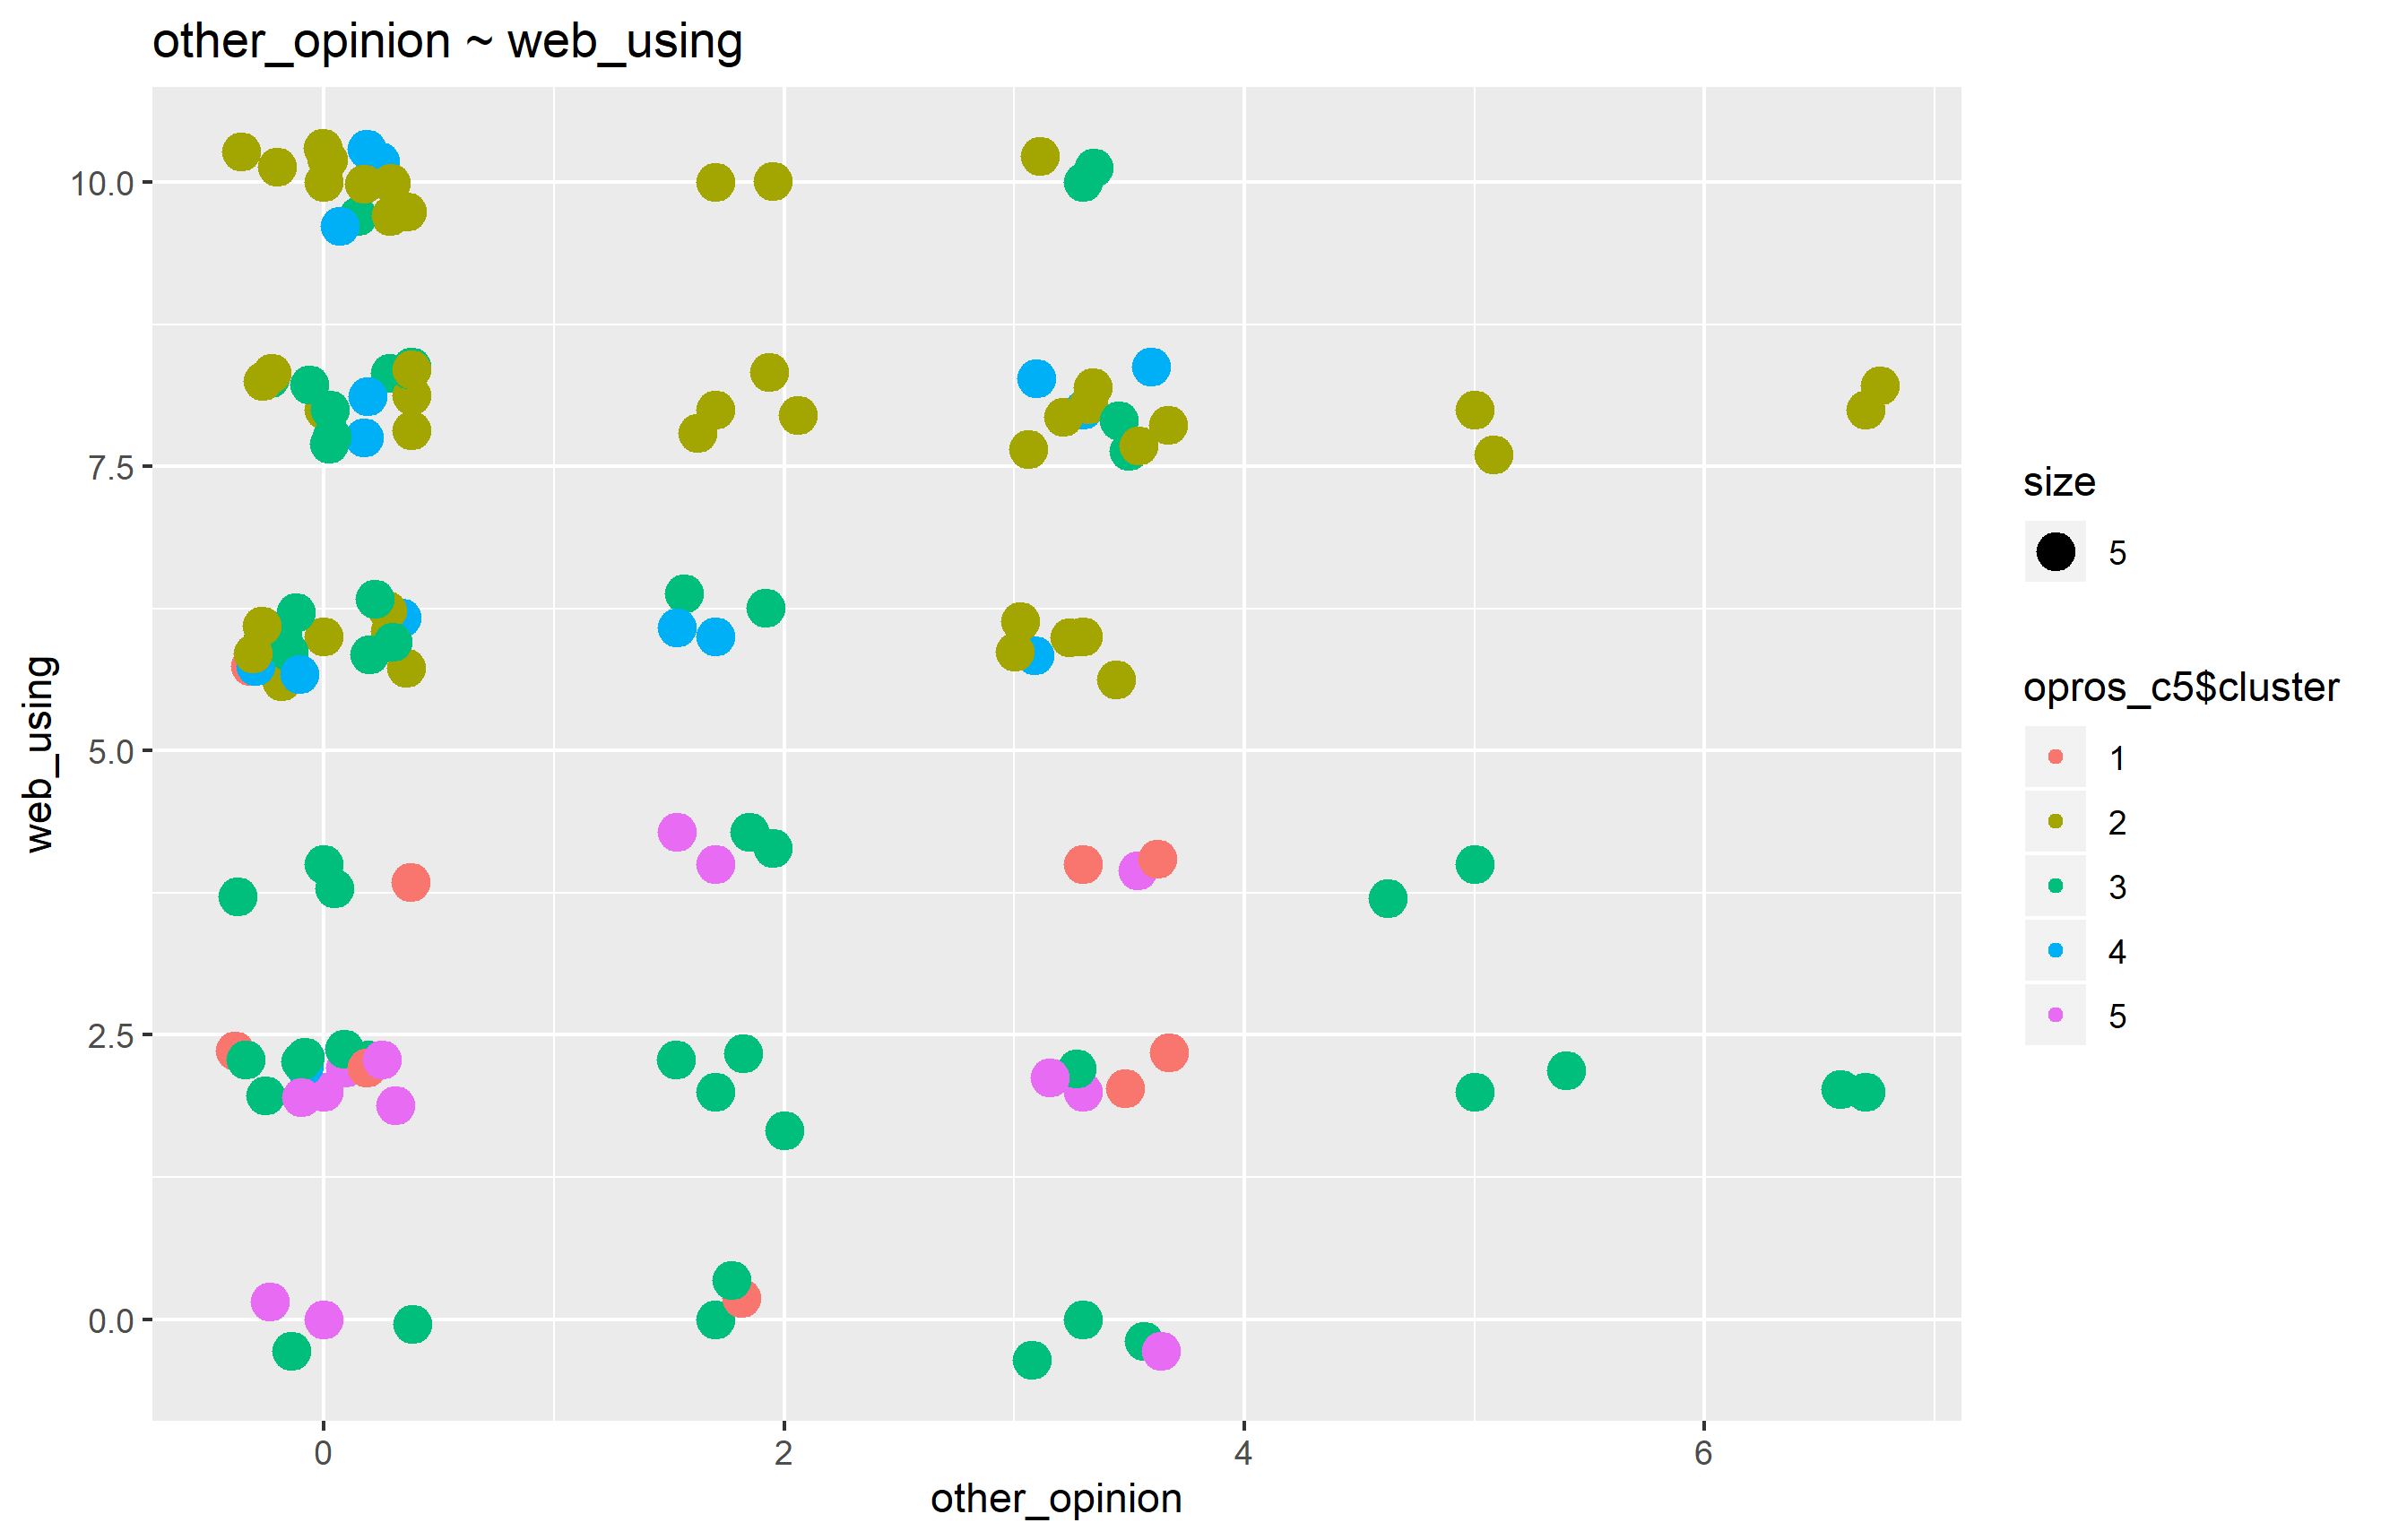 other_opinion ~ web_using
10.0
7.5
5.0
2.5
0.0
web_using
0 2 4 6
other_opinion
size
5
opros_c5$cluster
1
2
3
4
5